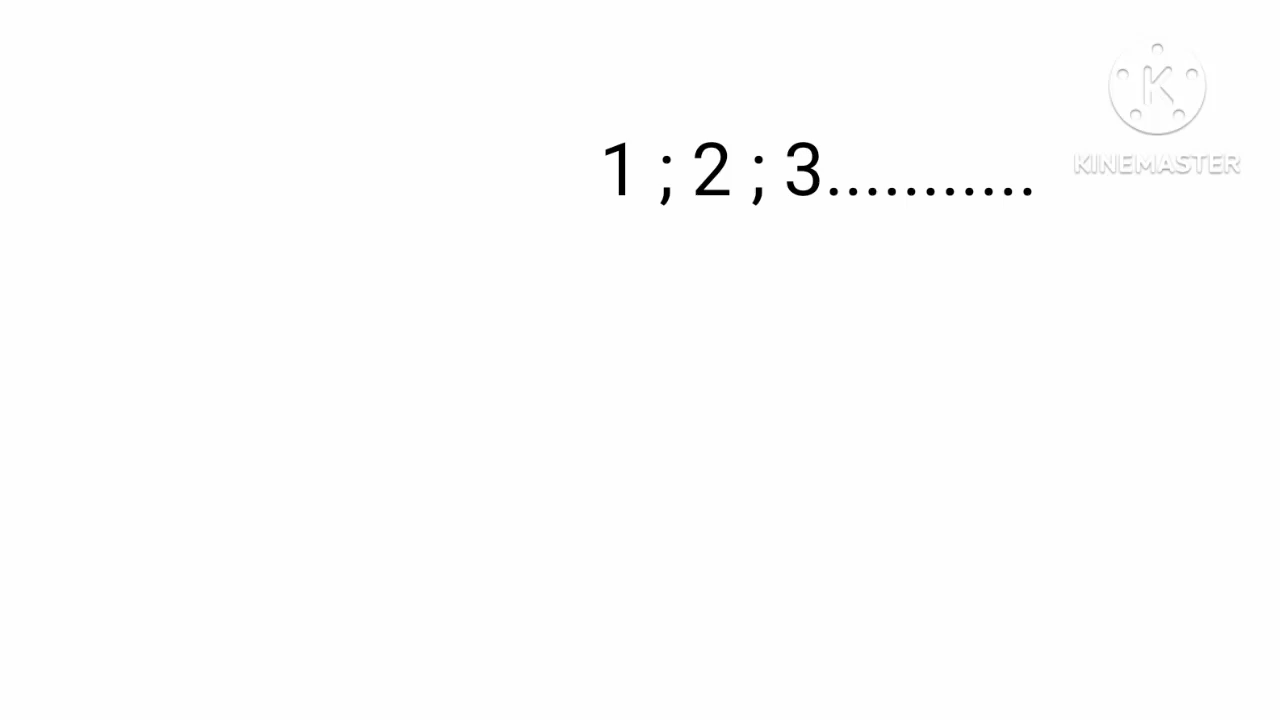 1 ; 2 ; 3...........
K
KINEMASTER